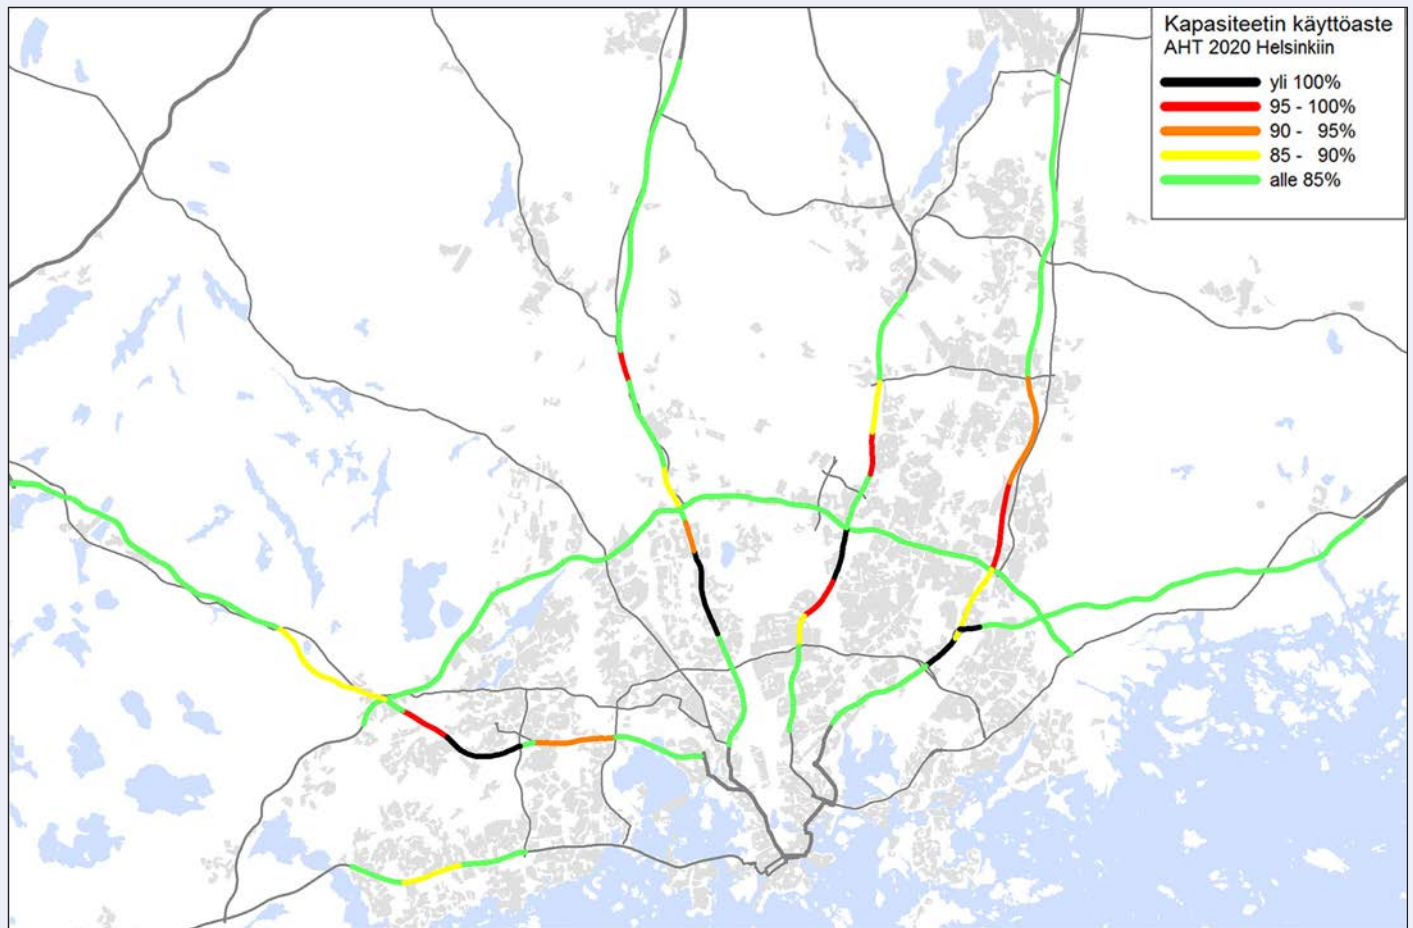 Kapasiteetin käyttöaste
AHT 2020 Helsinkiin
yli 100%
95 - 100%
90 - 95%
85 - 90%
alle 85%